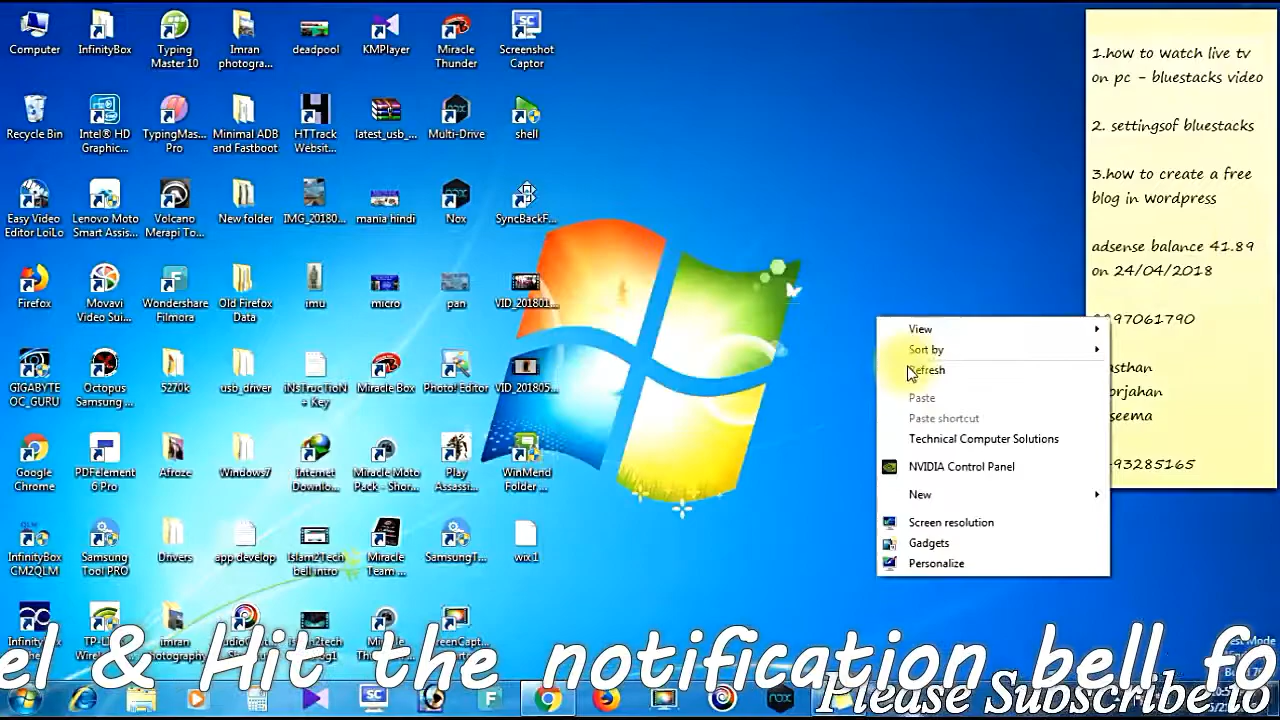 Computer
InfinityBox
Typing
Master 10
Imran
photogra...
deadpool
KMPlayer
Miracle
Thunder
Screenshot
Captor
Recycle Bin
Intel® HD
Graphic...
TypingMas...
Pro
Minimal ADB
and Fastboot
HTTrack
Websit...
latest_usb_...
Multi-Drive
shell
Easy Video
Editor LoiLo
Lenovo Moto
Smart Assis...
Volcano
Merapi To...
New folder
IMG_20180...
mania hindi
Nox
SyncBackF...
Firefox
Movavi
Video Sui...
Wondershare
Filmora
Old Firefox
Data
imu
micro
pan
VID_201801...
GIGABYTE
OC_GURU
Octopus
Samsung ...
5270k
usb_driver
iNSTrucTioN
+ Key
Miracle Box
Photo! Editor
VID_201805...
Google
Chrome
PDFelement
6 Pro
Afroze
Windows7
Internet
Downlo...
Miracle Moto
Pack - Shor...
Play
Assassi...
WinMend
Folder ...
InfinityBox
CM2QLM
Samsung
Tool PRO
Drivers
app develop
Islam2Tech
bell intro
Miracle
Team ...
SamsungT...
wix1
imran
1.how to watch live tv
on pc - bluestacks video
2. settingsof bluestacks
3.how to create a free
blog in wordpress
adsense balance 41.89
on 24/04/2018
97061790
asthan
orjahan
seema
93285165
View
Sort by
Refresh
Paste
Paste shortcut
Technical Computer Solutions
NVIDIA Control Panel
New
Screen resolution
Gadgets
Personalize
el & Hit the notification bell fo
Please Subscribe to